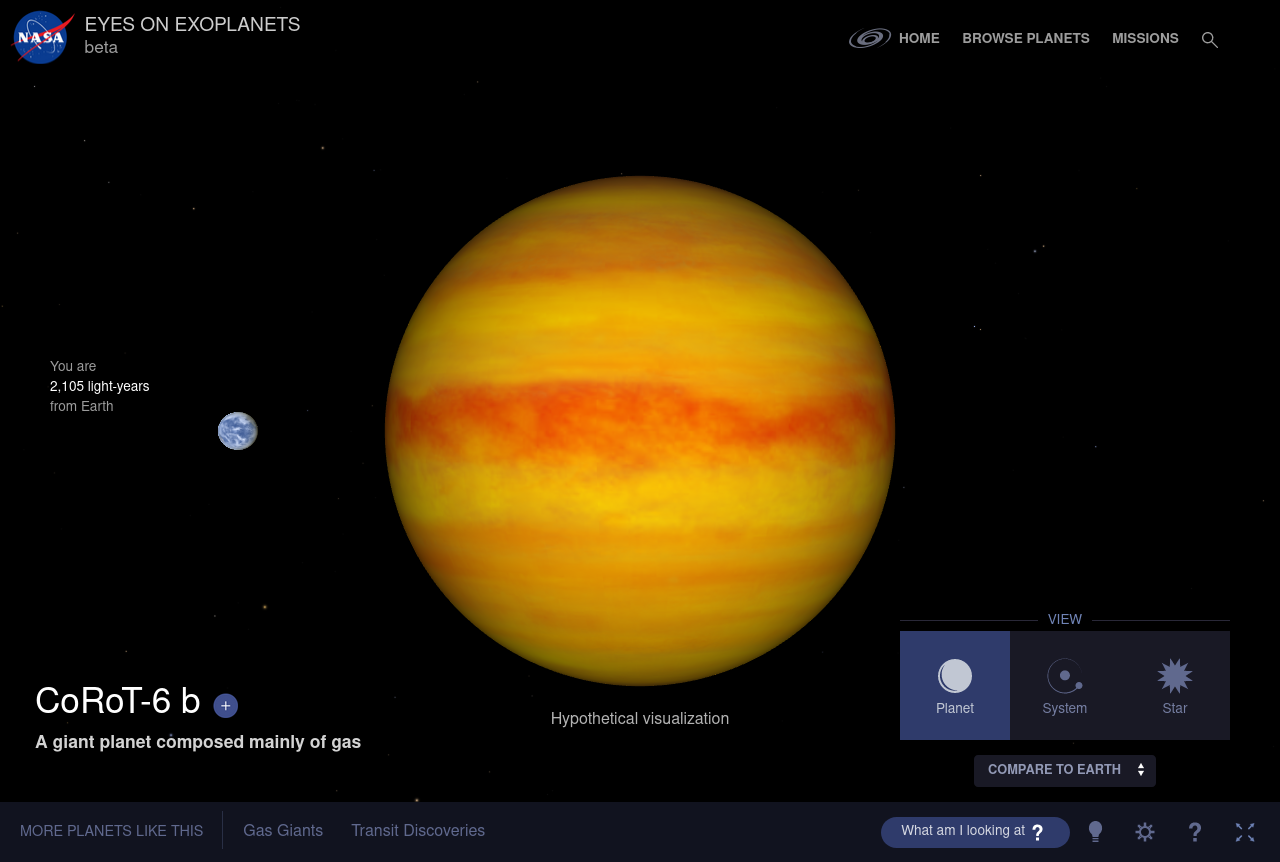 NASA
EYES ON EXOPLANETS
beta
HOME
BROWSE PLANETS
MISSIONS
You are
2,105 light-years
from Earth
VIEW
Planet
System
Star
CoRoT-6 b +
A giant planet composed mainly of gas
Hypothetical visualization
COMPARE TO EARTH
MORE PLANETS LIKE THIS
Gas Giants
Transit Discoveries
What am I looking at ?
?